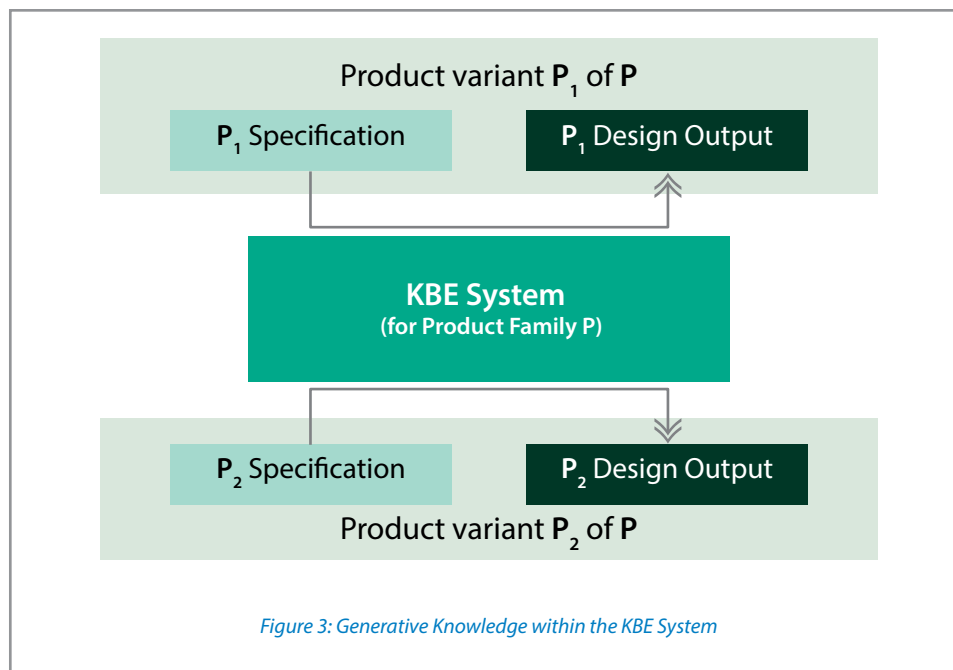 Product variant P₁ of P
P₁ Specification
P₁ Design Output
KBE System
(for Product Family P)
P₂ Specification
P₂ Design Output
Product variant P₂ of P
Figure 3: Generative Knowledge within the KBE System